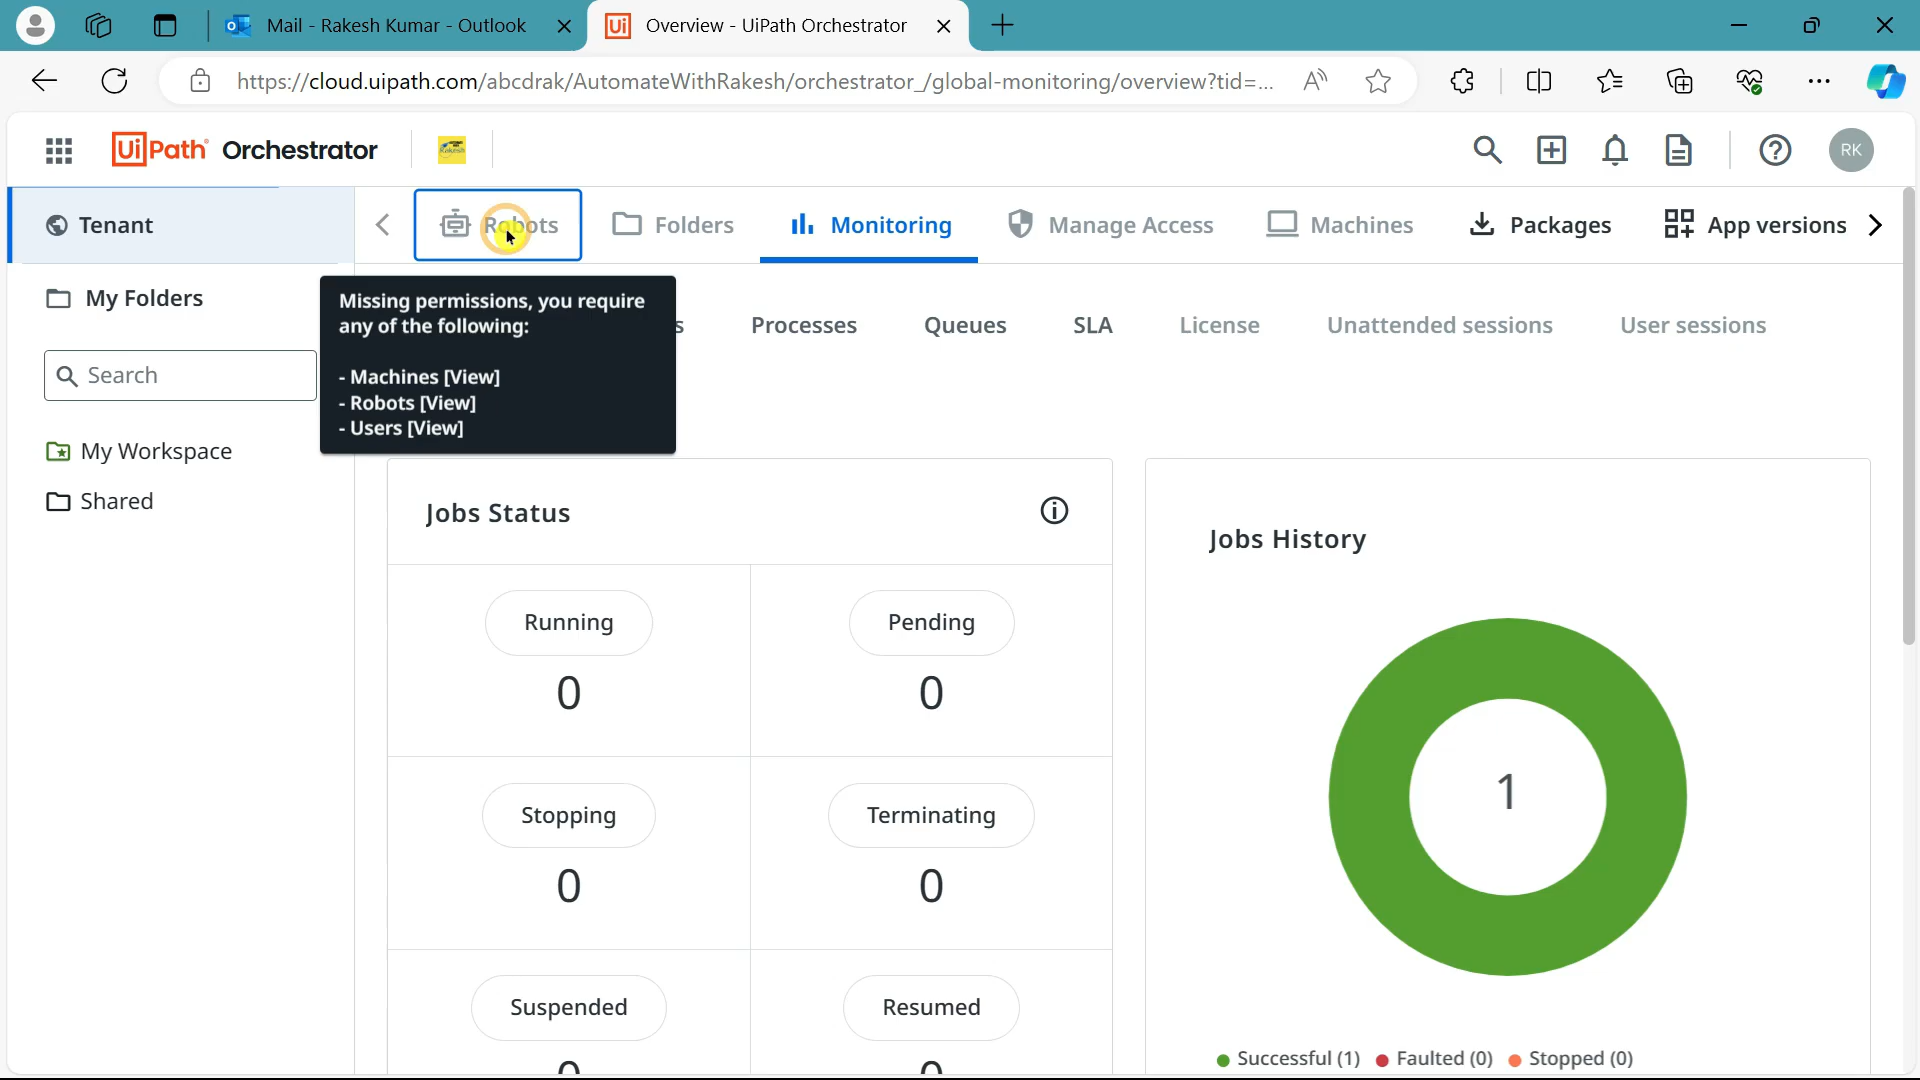 Mail - Rakesh Kumar - Outlook
Ui Overview - UiPath Orchestrator
https://cloud.uipath.com/abcdrak/AutomateWithRakesh/orchestrator_/global-monitoring/overview?tid=...
UiPath Orchestrator
RK
Tenant
Robots
Folders
Monitoring
Manage Access
Machines
Packages
App versions
My Folders
Search
My Workspace
Shared
Missing permissions, you require
any of the following:
- Machines [View]
- Robots [View]
- Users [View]
s
Processes
Queues
SLA
License
Unattended sessions
User sessions
Jobs Status
Running
0
Pending
0
Stopping
0
Terminating
0
Suspended
0
Resumed
0
Jobs History
1
Successful (1)
Faulted (0)
Stopped (0)